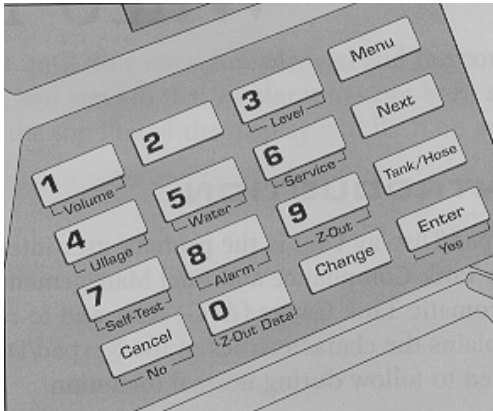 1
Volume
2
3
Level
Menu
4
Ullage
5
Water
6
Service
Next
7
Self-Test
8
Alarm
9
Z-Out
Tank/Hose
Cancel
No
0
Z-Out Data
Change
Enter
Yes